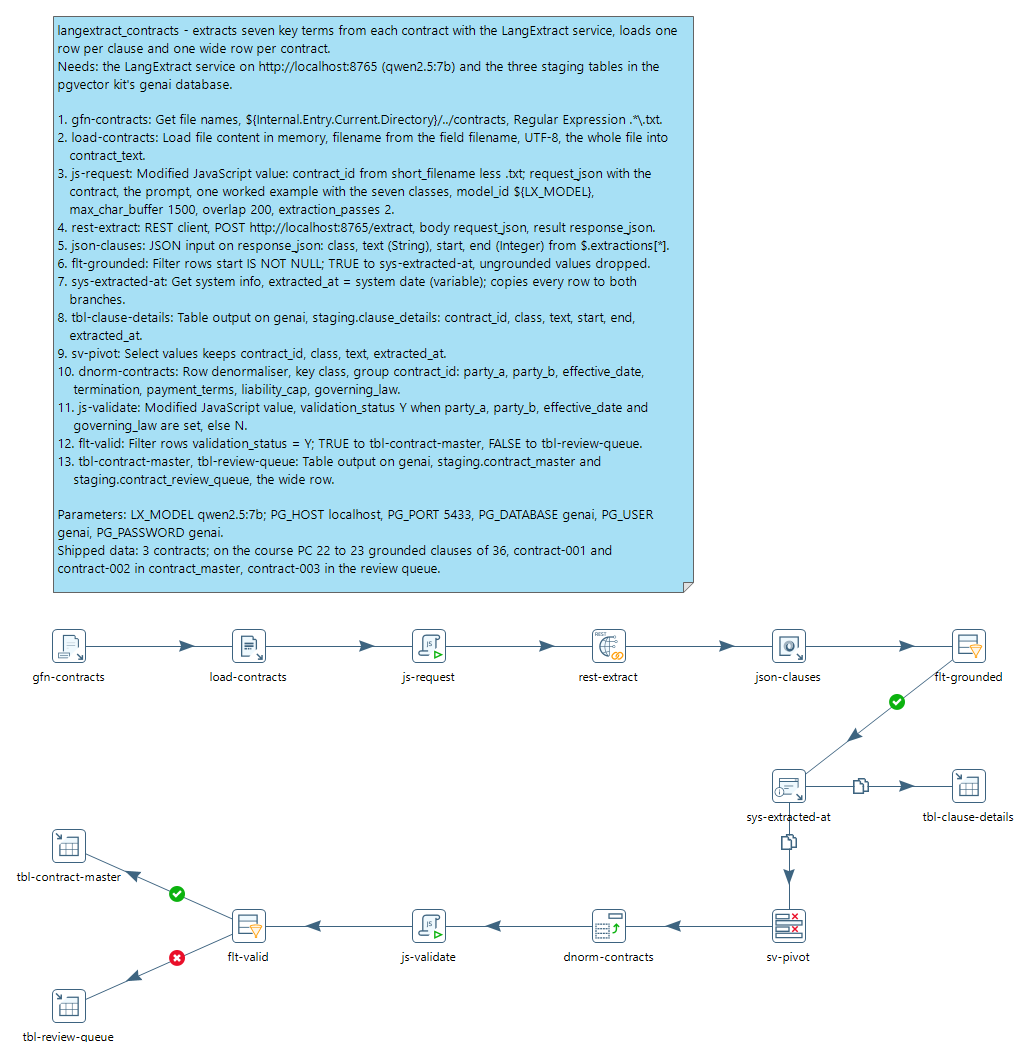 langextract_contracts - extracts seven key terms from each contract with the LangExtract service, loads one
row per clause and one wide row per contract.
Needs: the LangExtract service on http://localhost:8765 (qwen2.5:7b) and the three staging tables in the
pgvector kit's genai database.

1. gfn-contracts: Get file names, ${Internal.Entry.Current.Directory}/../contracts, Regular Expression .*\.txt.
2. load-contracts: Load file content in memory, filename from the field filename, UTF-8, the whole file into
contract_text.
3. js-request: Modified JavaScript value: contract_id from short_filename less .txt; request_json with the
contract, the prompt, one worked example with the seven classes, model_id ${LX_MODEL},
max_char_buffer 1500, overlap 200, extraction_passes 2.
4. rest-extract: REST client, POST http://localhost:8765/extract, body request_json, result response_json.
5. json-clauses: JSON input on response_json: class, text (String), start, end (Integer) from $.extractions[*].
6. flt-grounded: Filter rows start IS NOT NULL; TRUE to sys-extracted-at, ungrounded values dropped.
7. sys-extracted-at: Get system info, extracted_at = system date (variable); copies every row to both
branches.
8. tbl-clause-details: Table output on genai, staging.clause_details: contract_id, class, text, start, end,
extracted_at.
9. sv-pivot: Select values keeps contract_id, class, text, extracted_at.
10. dnorm-contracts: Row denormaliser, key class, group contract_id: party_a, party_b, effective_date,
termination, payment_terms, liability_cap, governing_law.
11. js-validate: Modified JavaScript value, validation_status Y when party_a, party_b, effective_date and
governing_law are set, else N.
12. flt-valid: Filter rows validation_status = Y; TRUE to tbl-contract-master, FALSE to tbl-review-queue.
13. tbl-contract-master, tbl-review-queue: Table output on genai, staging.contract_master and
staging.contract_review_queue, the wide row.

Parameters: LX_MODEL qwen2.5:7b; PG_HOST localhost, PG_PORT 5433, PG_DATABASE genai, PG_USER
genai, PG_PASSWORD genai.
Shipped data: 3 contracts; on the course PC 22 to 23 grounded clauses of 36, contract-001 and
contract-002 in contract_master, contract-003 in the review queue.
REST
gfn-contracts
load-contracts
js-request
rest-extract
json-clauses
flt-grounded
sys-extracted-at
tbl-clause-details
tbl-contract-master
flt-valid
js-validate
dnorm-contracts
sv-pivot
tbl-review-queue